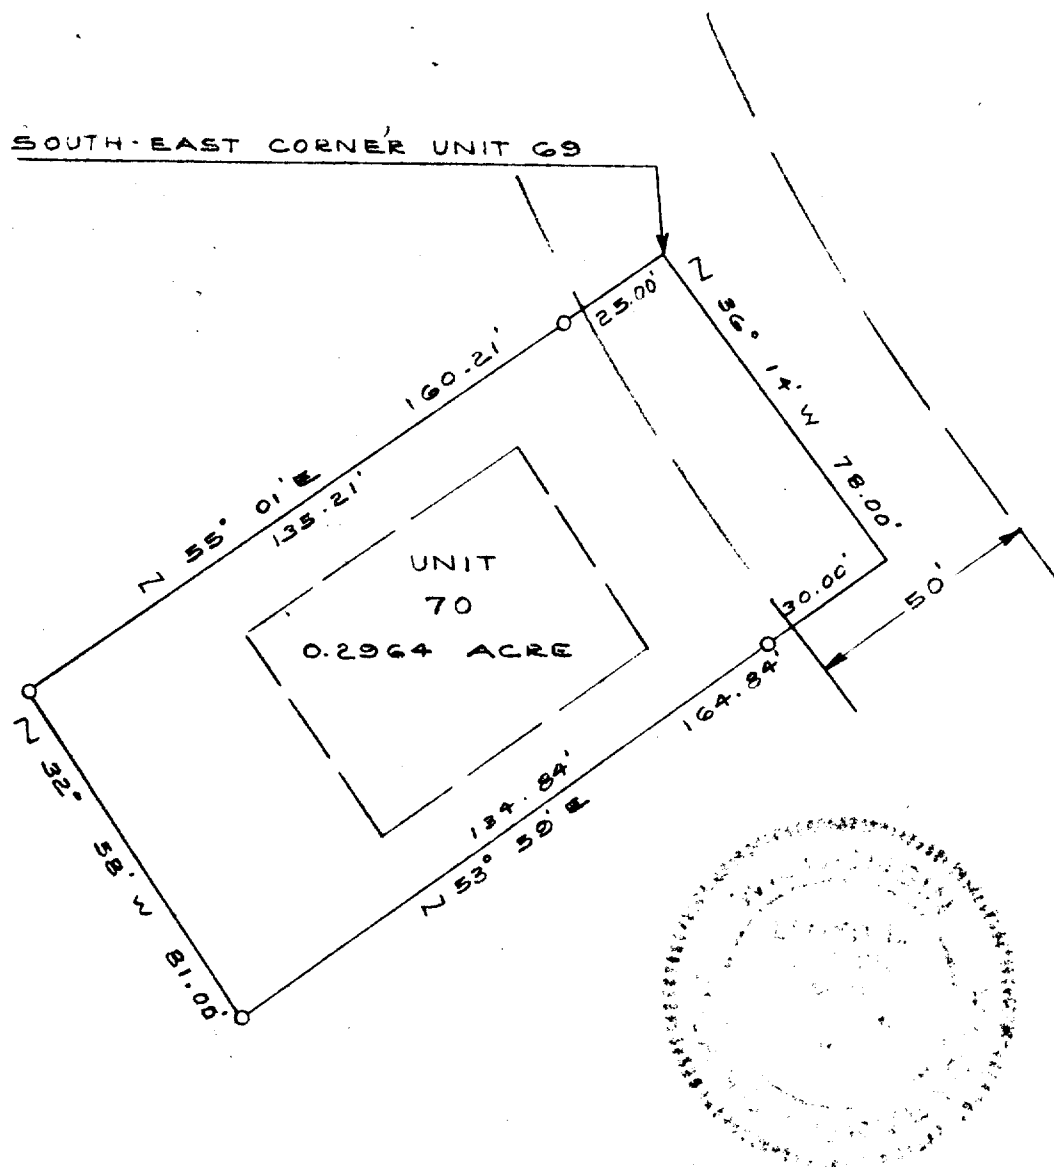 SOUTH-EAST CORNER UNIT 69
25.00'
N 36° 14' W 78.00'
160.21'
N 55° 01' E
135.21'
UNIT
70
0.2964 ACRE
30.00'
50'
164.84'
134.84'
N 53° 59' E
N 32° 58' W 81.00'